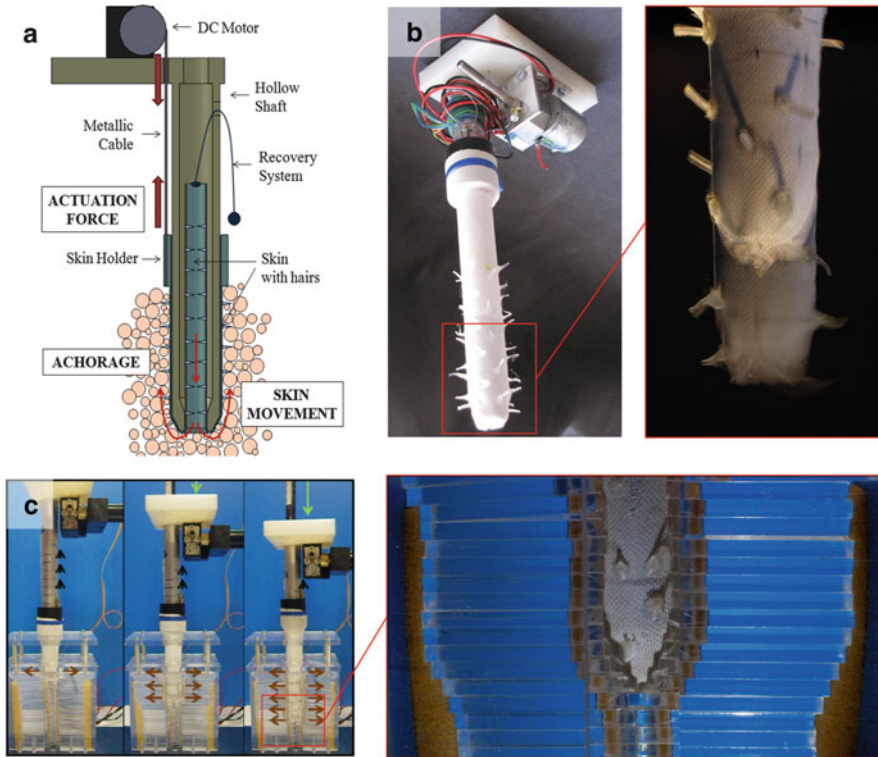 a
DC Motor
Hollow
Shaft
Metallic
Cable
Recovery
System
ACTUATION
FORCE
Skin Holder
Skin
with hairs
ACHORAGE
SKIN
MOVEMENT
b
c